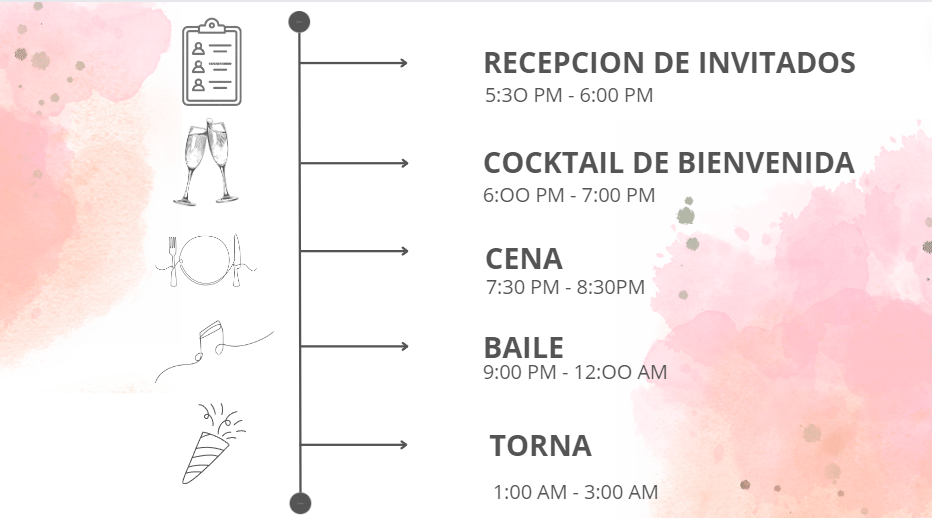 RECEPCION DE INVITADOS
5:3O PM - 6:00 PM
COCKTAIL DE BIENVENIDA
6:OO PM - 7:00 PM
CENA
7:30 PM - 8:30PM
BAILE
9:00 PM - 12:OO AM
TORNA
1:00 AM - 3:00 AM